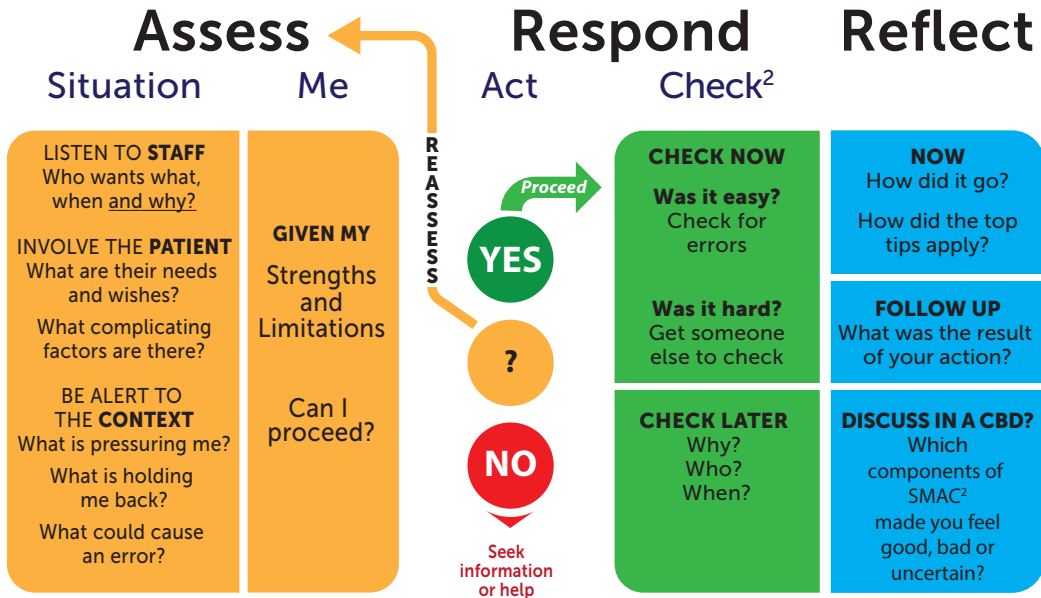 Assess
Respond
Reflect
Situation
Me
Act
Check²
LISTEN TO STAFF
Who wants what,
when and why?
INVOLVE THE PATIENT
What are their needs
and wishes?
What complicating
factors are there?
BE ALERT TO
THE CONTEXT
What is pressuring me?
What is holding
me back?
What could cause
an error?
GIVEN MY
Strengths
and
Limitations
Can I
proceed?
REASSESS
Proceed
YES
?
NO
Seek
information
or help
CHECK NOW
Was it easy?
Check for
errors
Was it hard?
Get someone
else to check
CHECK LATER
Why?
Who?
When?
NOW
How did it go?
How did the top
tips apply?
FOLLOW UP
What was the result
of your action?
DISCUSS IN A CBD?
Which
components of
SMAC²
made you feel
good, bad or
uncertain?